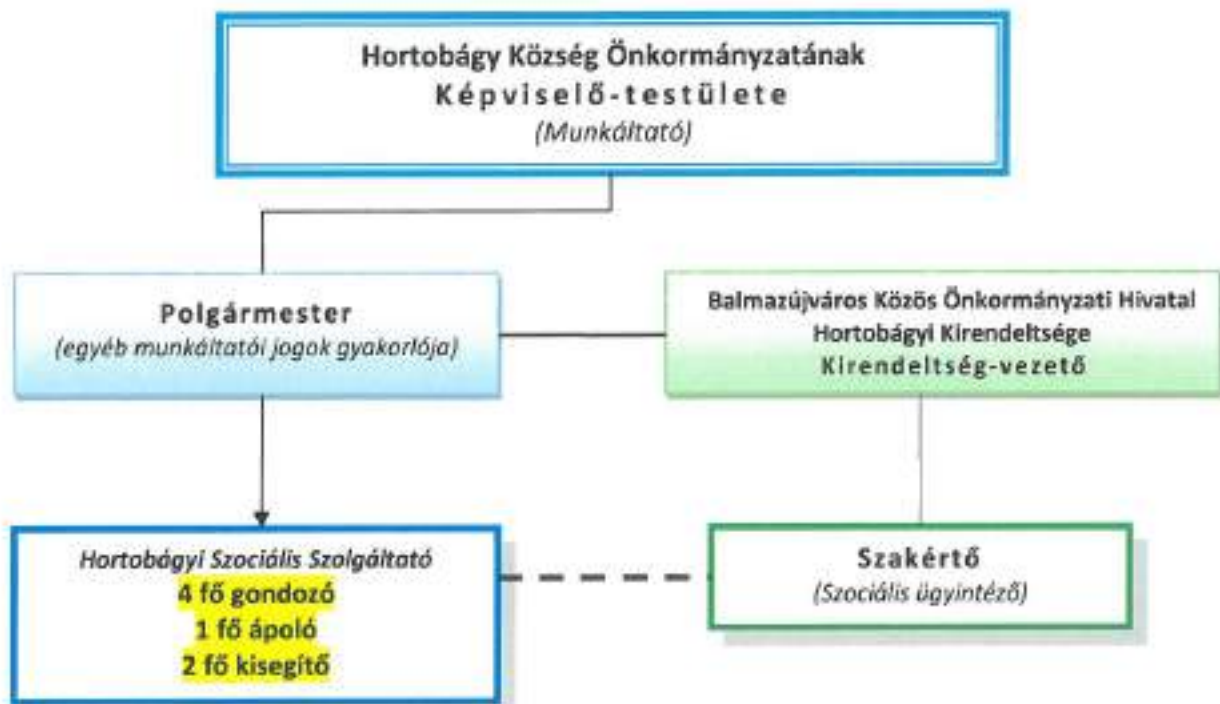 Hortobágy Község Önkormányzatának
Képviselő-testülete
(Munkáltató)
Polgármester
(egyéb munkáltatói jogok gyakorlója)
Balmazújváros Közös Önkormányzati Hivatal
Hortobágyi Kirendeltsége
Kirendeltség-vezető
Hortobágyi Szociális Szolgáltató
4 fő gondozó
1 fő ápoló
2 fő kisegítő
Szakértő
(Szociális ügyintéző)